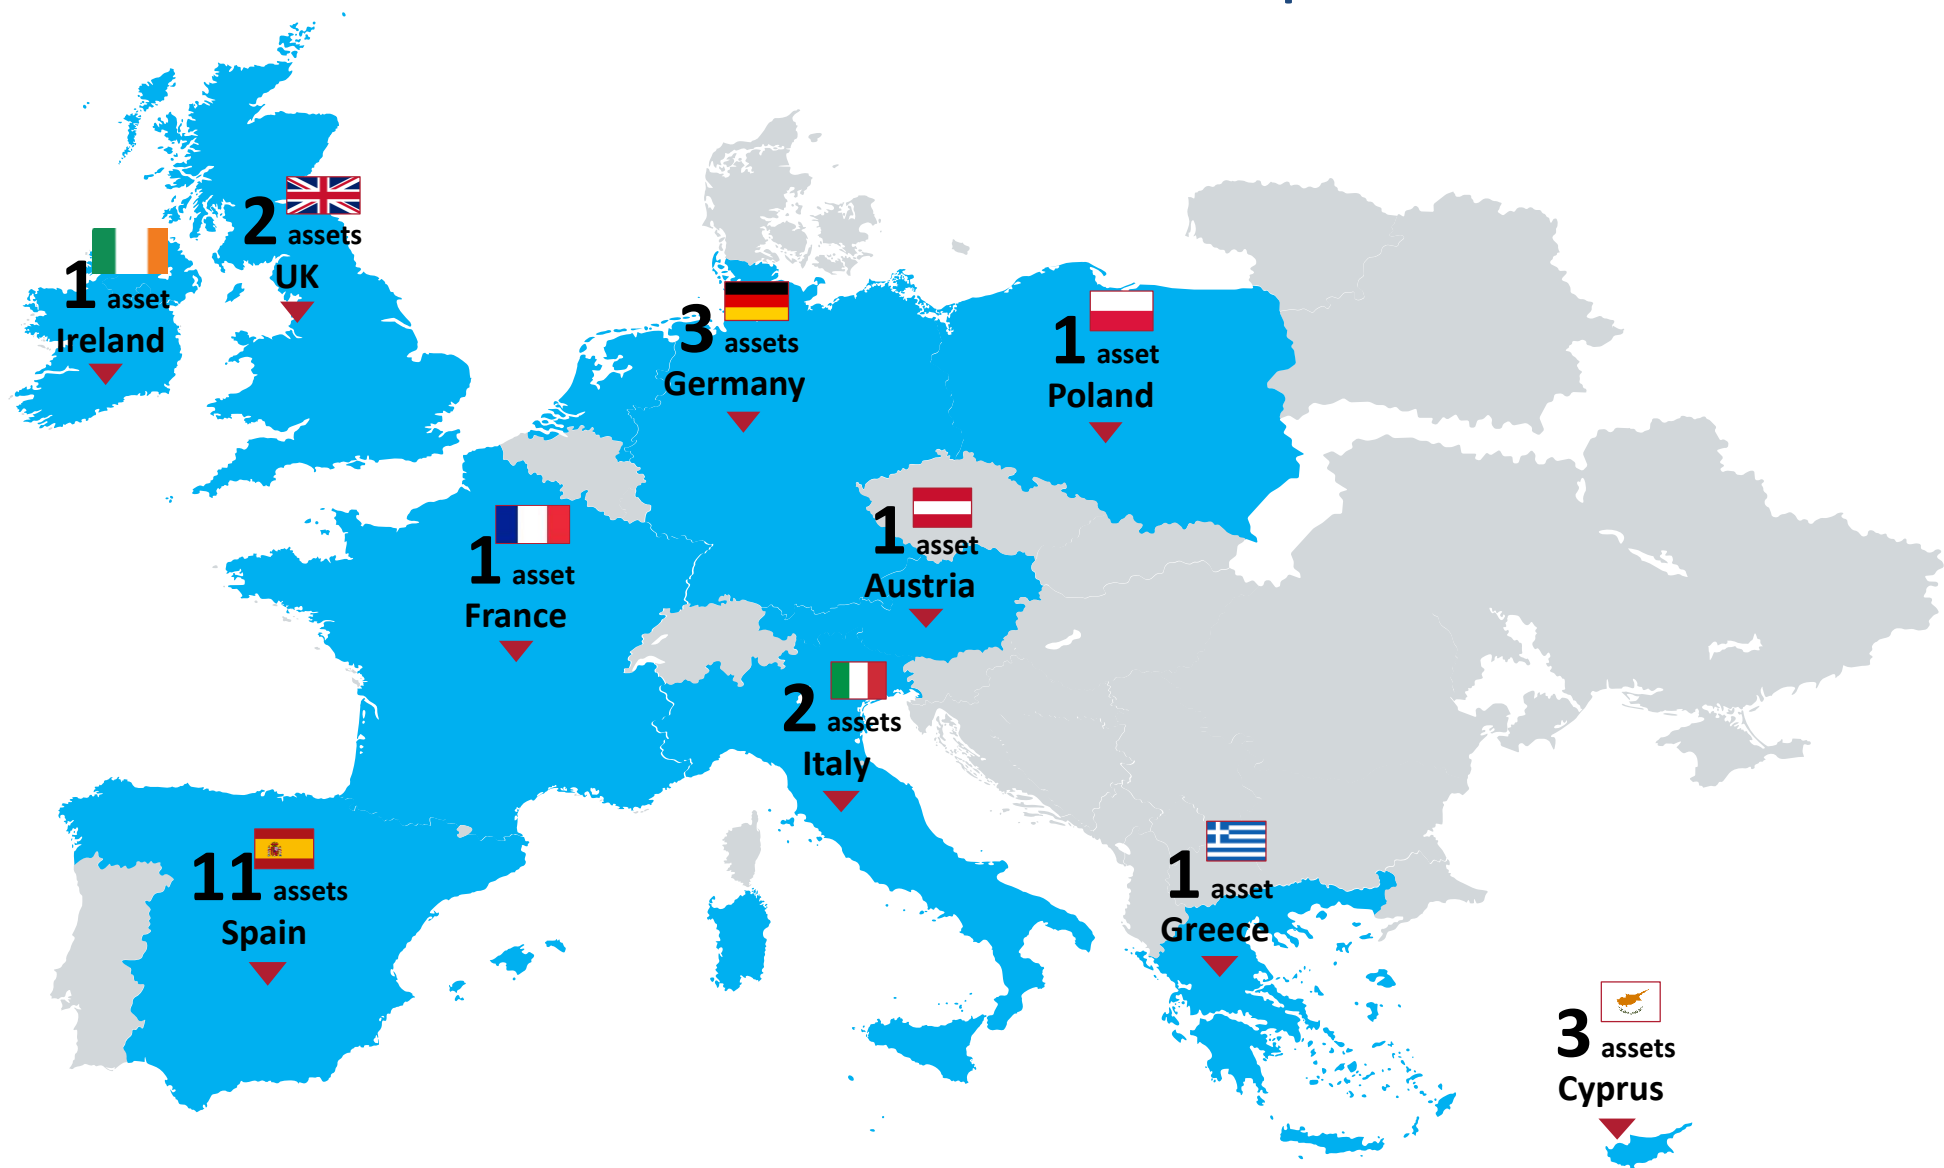 2 assets
UK
1 asset
Ireland
3 assets
Germany
1 asset
Poland
1 asset
France
1 asset
Austria
2 assets
Italy
11 assets
Spain
1 asset
Greece
3 assets
Cyprus